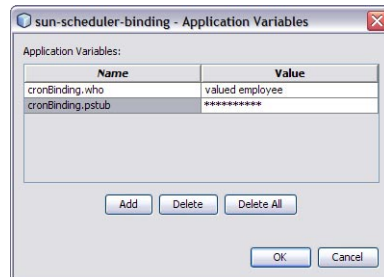 sun-scheduler-binding - Application Variables
Application Variables:
Name Value
cronBinding.who valued employee
cronBinding.pstub **********
Add Delete Delete All
OK Cancel